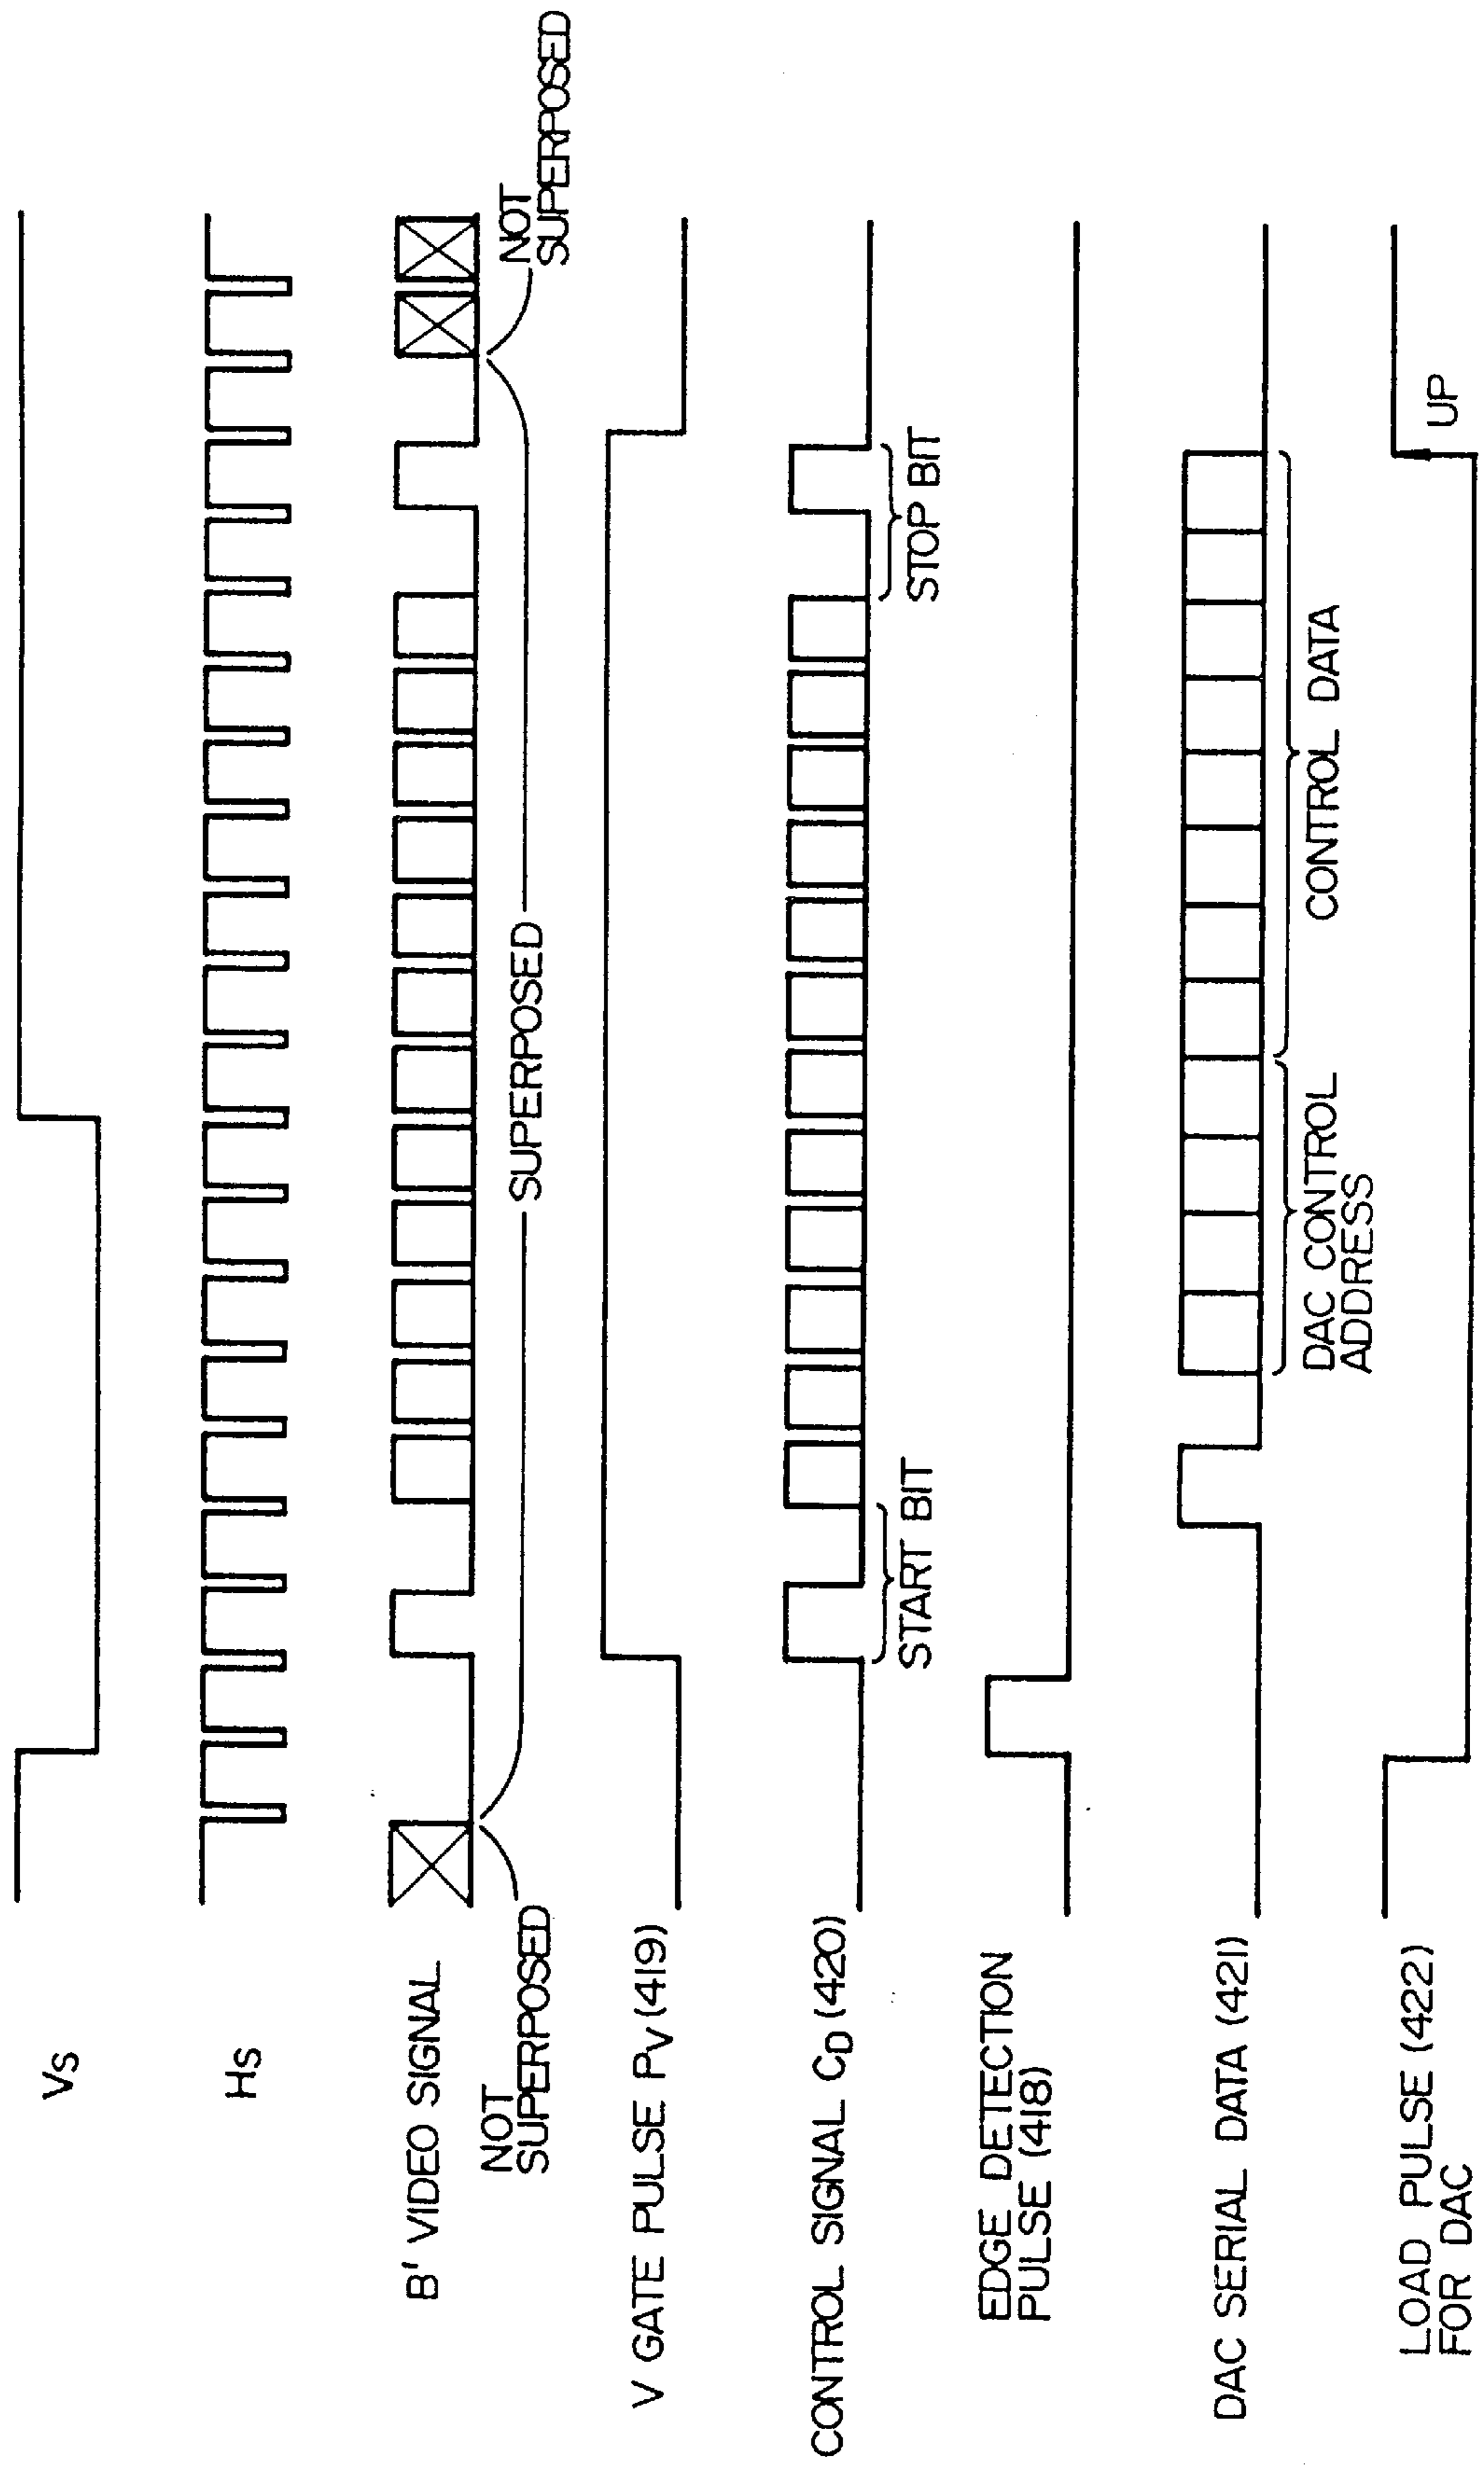 Vs
Hs
B' VIDEO SIGNAL
NOT
SUPERPOSED
SUPERPOSED
NOT
SUPERPOSED
V GATE PULSE PV (419)
CONTROL SIGNAL CD (420)
START BIT
STOP BIT
EDGE DETECTION
PULSE (418)
DAC SERIAL DATA (421)
DAC CONTROL
ADDRESS
CONTROL DATA
LOAD PULSE (422)
FOR DAC
UP